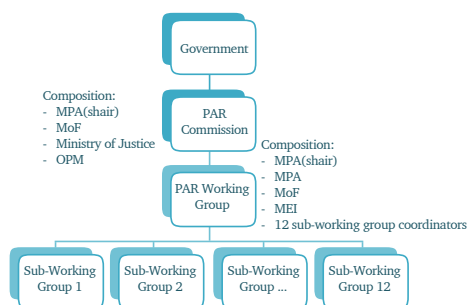 Government
Composition:
- MPA(shair)
- MoF
- Ministry of Justice
- OPM
PAR
Commission
Composition:
- MPA(shair)
- MPA
- MoF
- MEI
- 12 sub-working group coordinators
PAR Working
Group
Sub-Working
Group 1
Sub-Working
Group 2
Sub-Working
Group ...
Sub-Working
Group 12